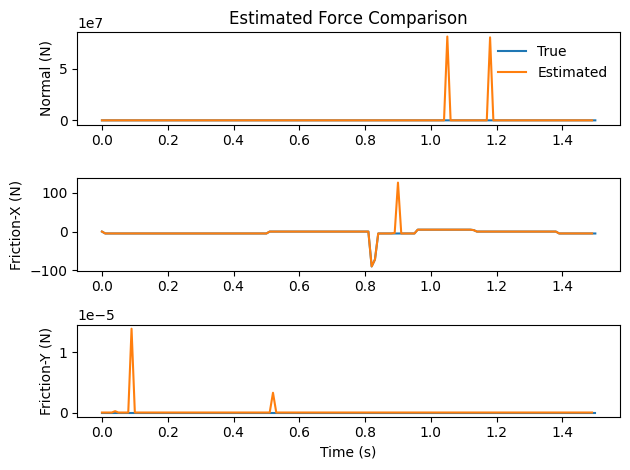 Estimated Force Comparison
1e7
Normal (N)
5
0
True
Estimated
0.0 0.2 0.4 0.6 0.8 1.0 1.2 1.4
Friction-X (N)
100
0
−100
0.0 0.2 0.4 0.6 0.8 1.0 1.2 1.4
1e−5
Friction-Y (N)
1
0
0.0 0.2 0.4 0.6 0.8 1.0 1.2 1.4
Time (s)